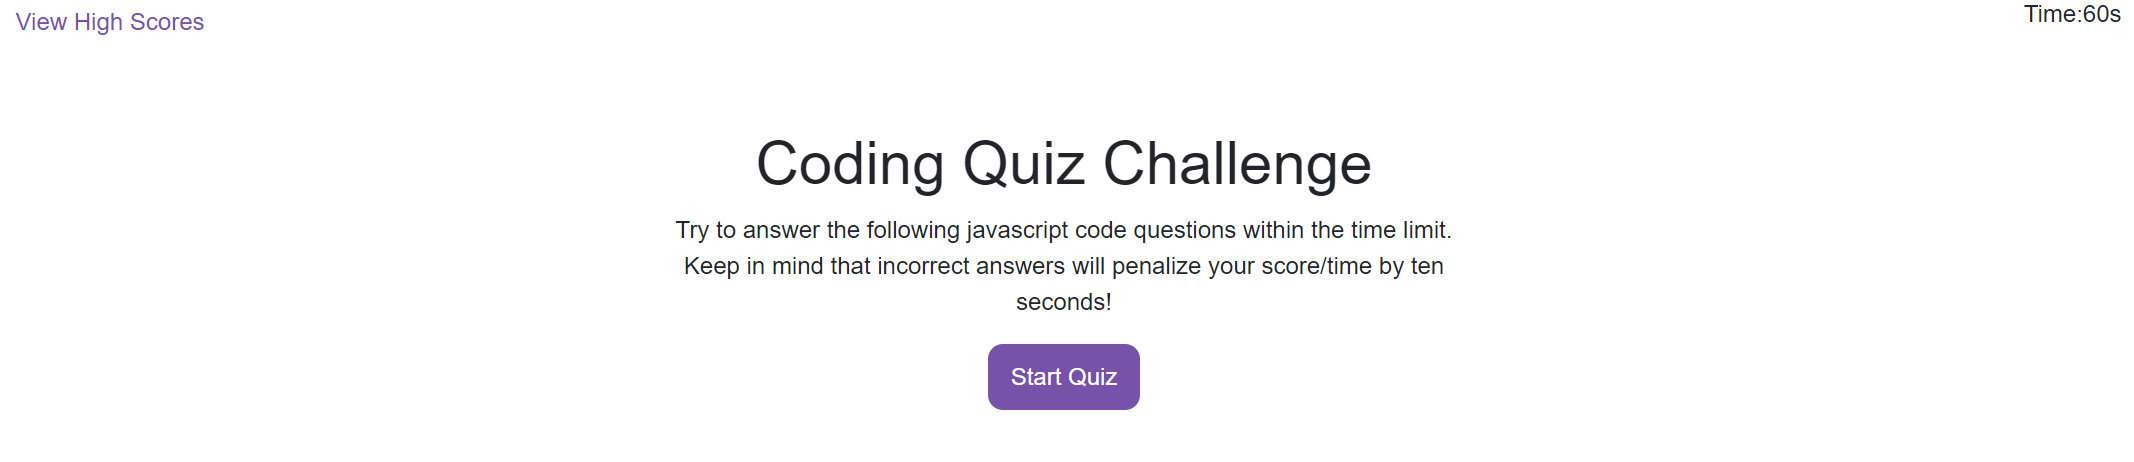 View High Scores
Time:60s
Coding Quiz Challenge
Try to answer the following javascript code questions within the time limit.
Keep in mind that incorrect answers will penalize your score/time by ten
seconds!
Start Quiz